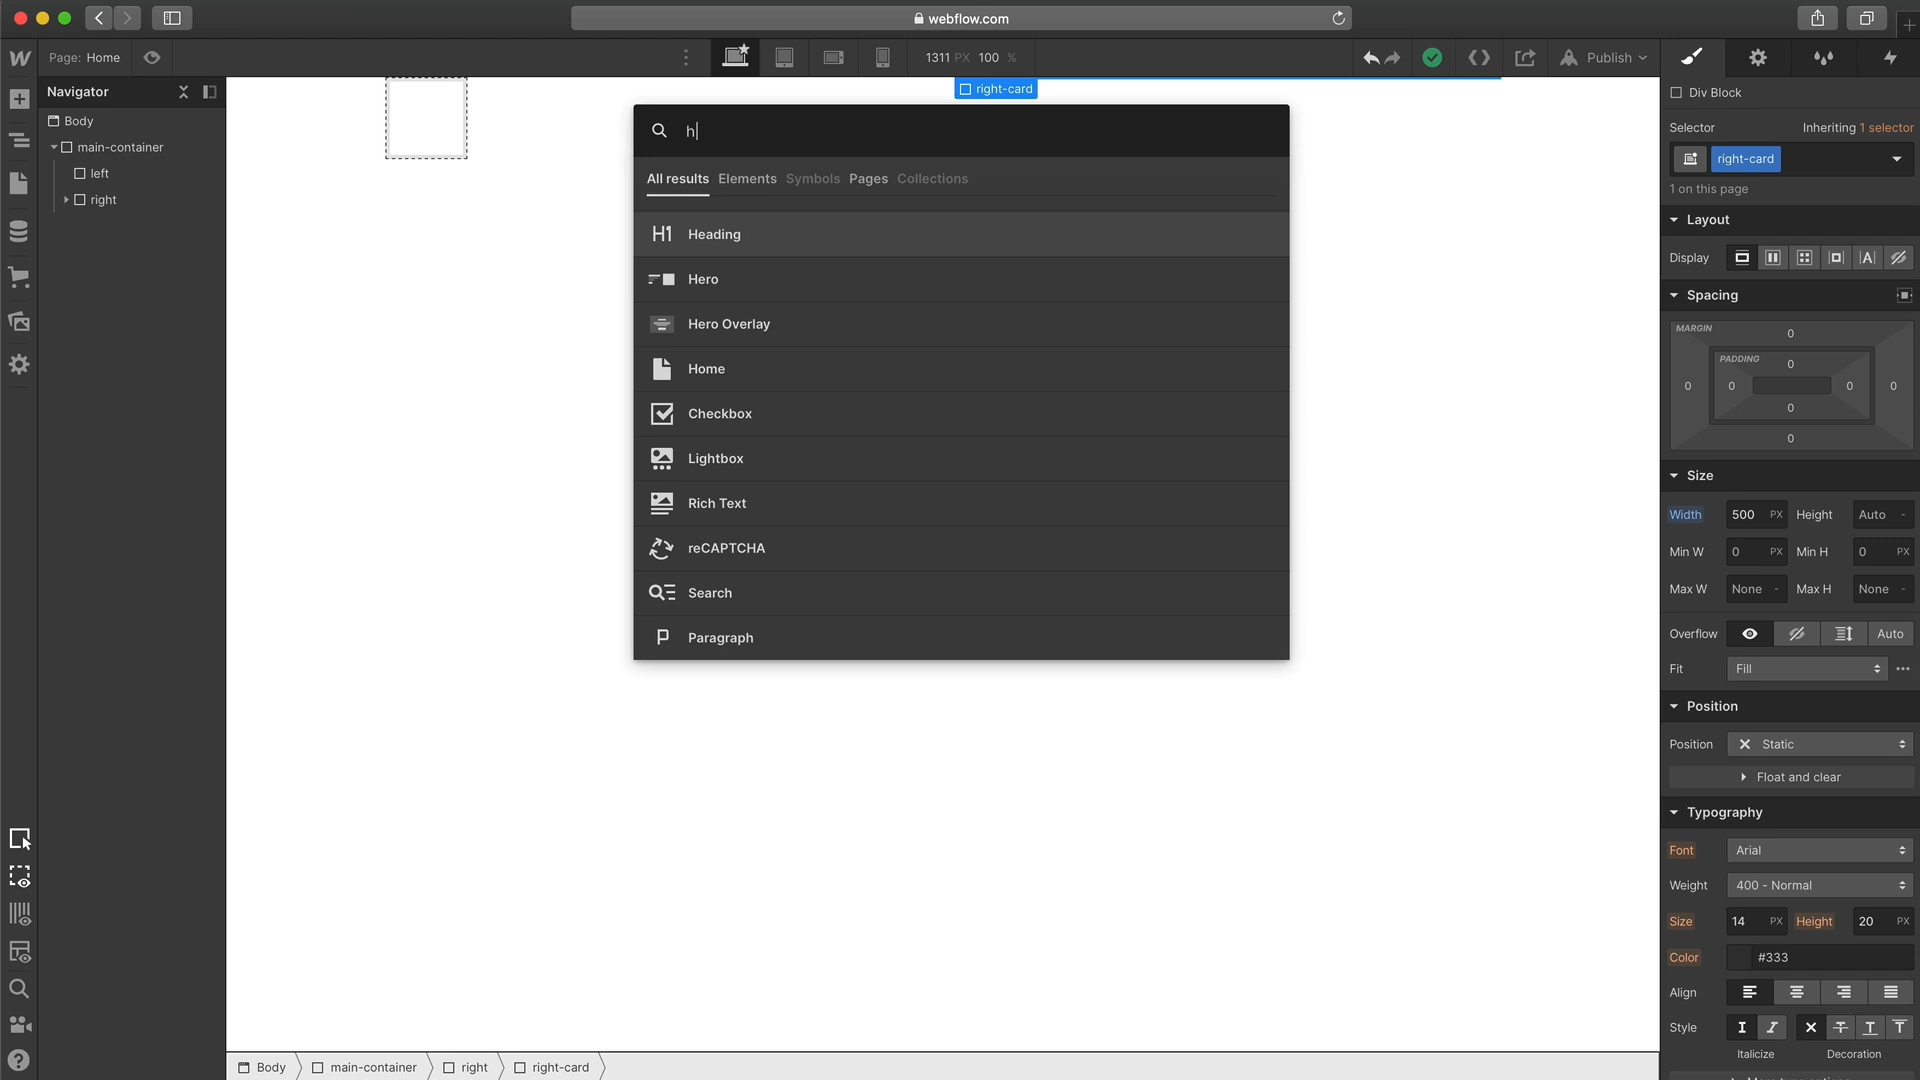 webflow.com
Page: Home
1311 PX 100 %
Publish
Navigator
Body
main-container
left
right
right-card
h
All results Elements Symbols Pages Collections
H1 Heading
Hero
Hero Overlay
Home
Checkbox
Lightbox
Rich Text
reCAPTCHA
Search
P Paragraph
Div Block
Selector Inheriting 1 selector
right-card
1 on this page
Layout
Display
Spacing
MARGIN
0
PADDING
0
0 0 0 0
0
0
Size
Width 500 PX Height Auto -
Min W 0 PX Min H 0 PX
Max W None - Max H None -
Overflow Auto
Fit Fill
Position
Position Static
Float and clear
Typography
Font Arial
Weight 400 - Normal
Size 14 PX Height 20 PX
Color #333
Align
Style
Italicize Decoration
Body main-container right right-card